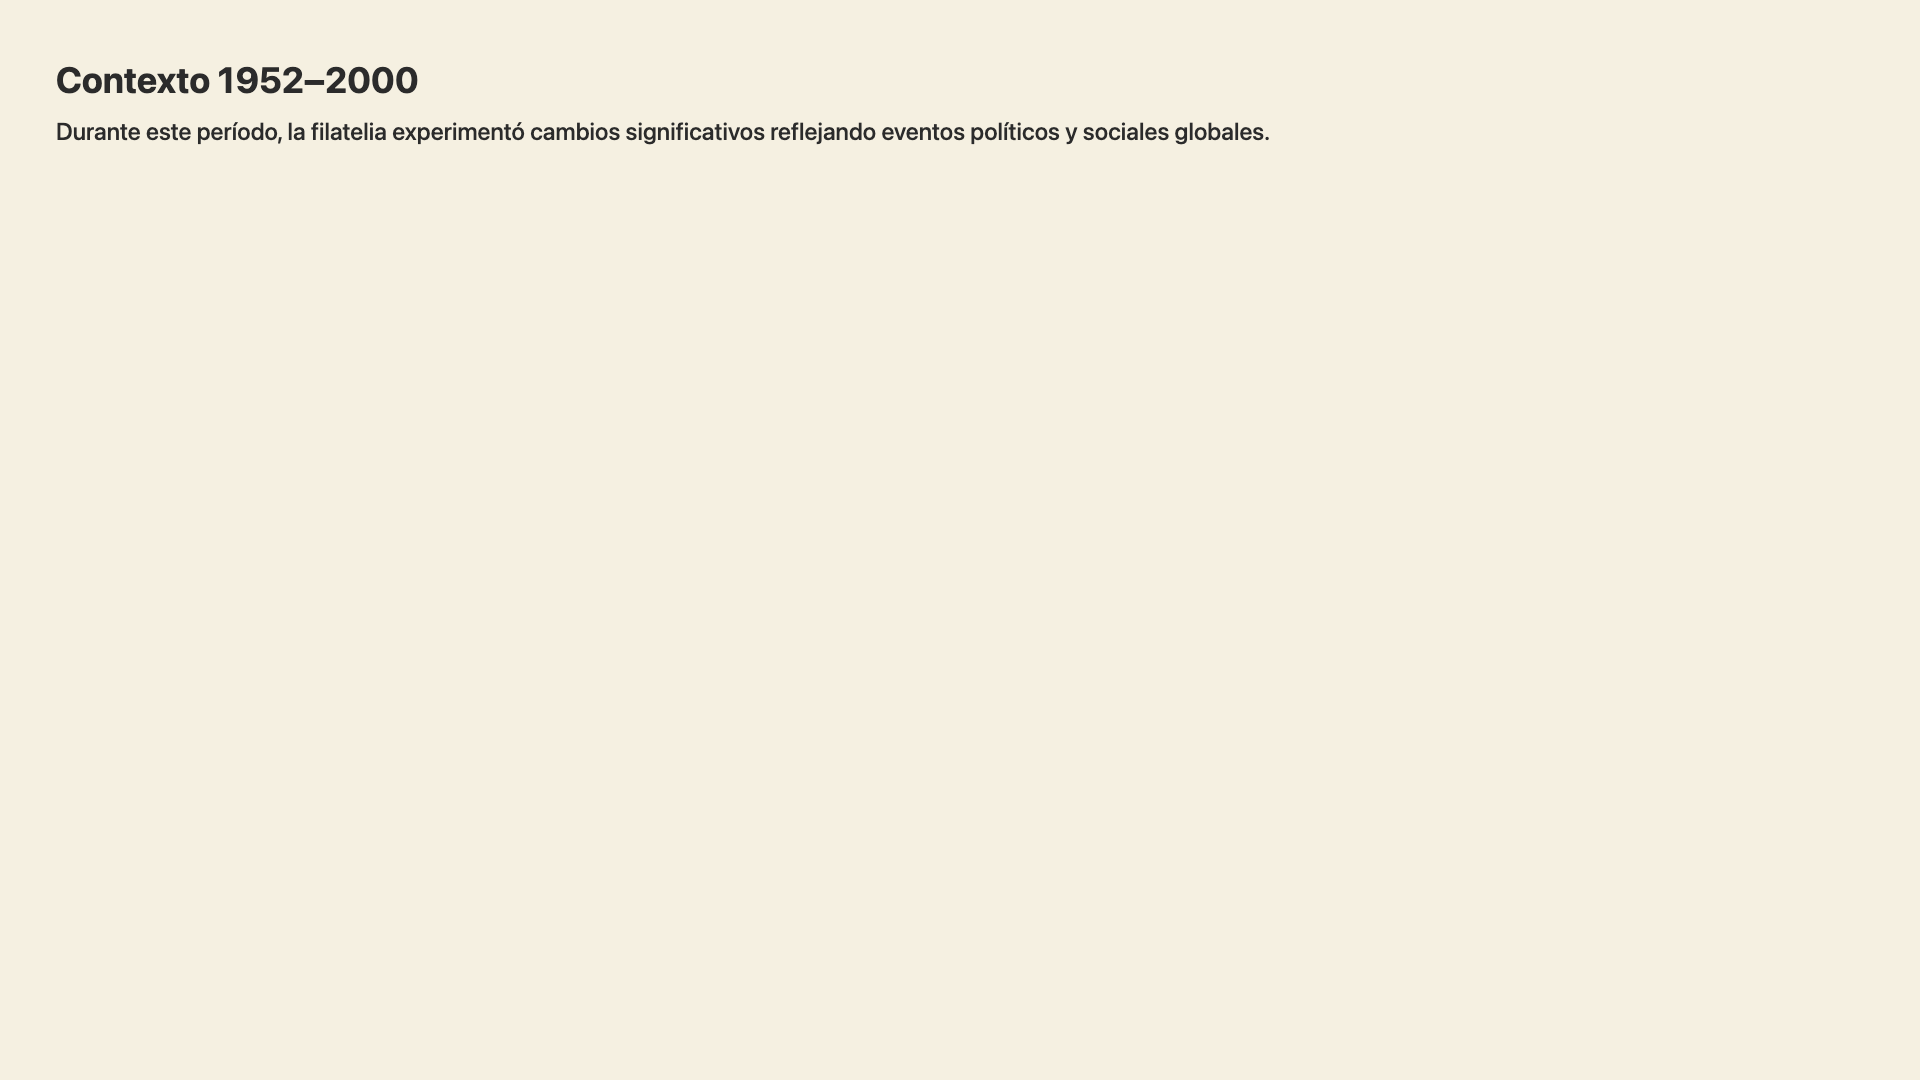 Contexto 1952–2000
Durante este período, la filatelia experimentó cambios significativos reflejando eventos políticos y sociales globales.